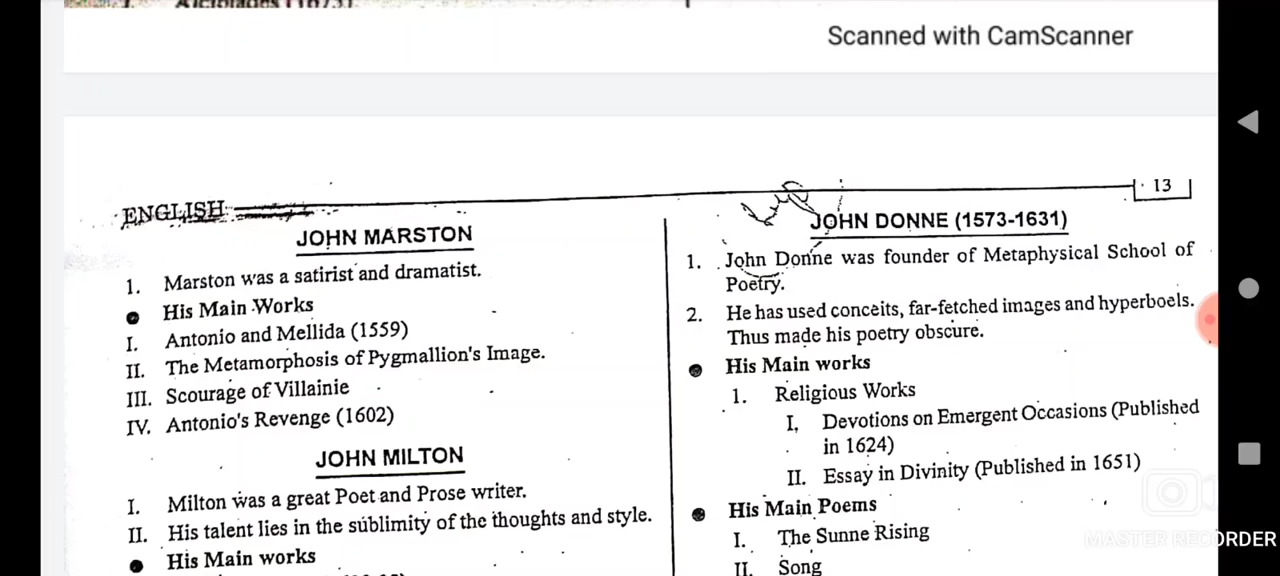 Alcibiades (1675).
Scanned with CamScanner
13
ENGLISH
JOHN MARSTON
1. Marston was a satirist and dramatist.
His Main Works
I. Antonio and Mellida (1559)
II. The Metamorphosis of Pygmallion's Image.
III. Scourage of Villainie
IV. Antonio's Revenge (1602)
JOHN MILTON
I. Milton was a great Poet and Prose writer.
II. His talent lies in the sublimity of the thoughts and style.
His Main works
JOHN DONNE (1573-1631)
1. John Donne was founder of Metaphysical School of
Poetry.
2. He has used conceits, far-fetched images and hyperboels.
Thus made his poetry obscure.
His Main works
1. Religious Works
I. Devotions on Emergent Occasions (Published
in 1624)
II. Essay in Divinity (Published in 1651)
His Main Poems
I. The Sunne Rising
II. Song
MASTER RECORDER